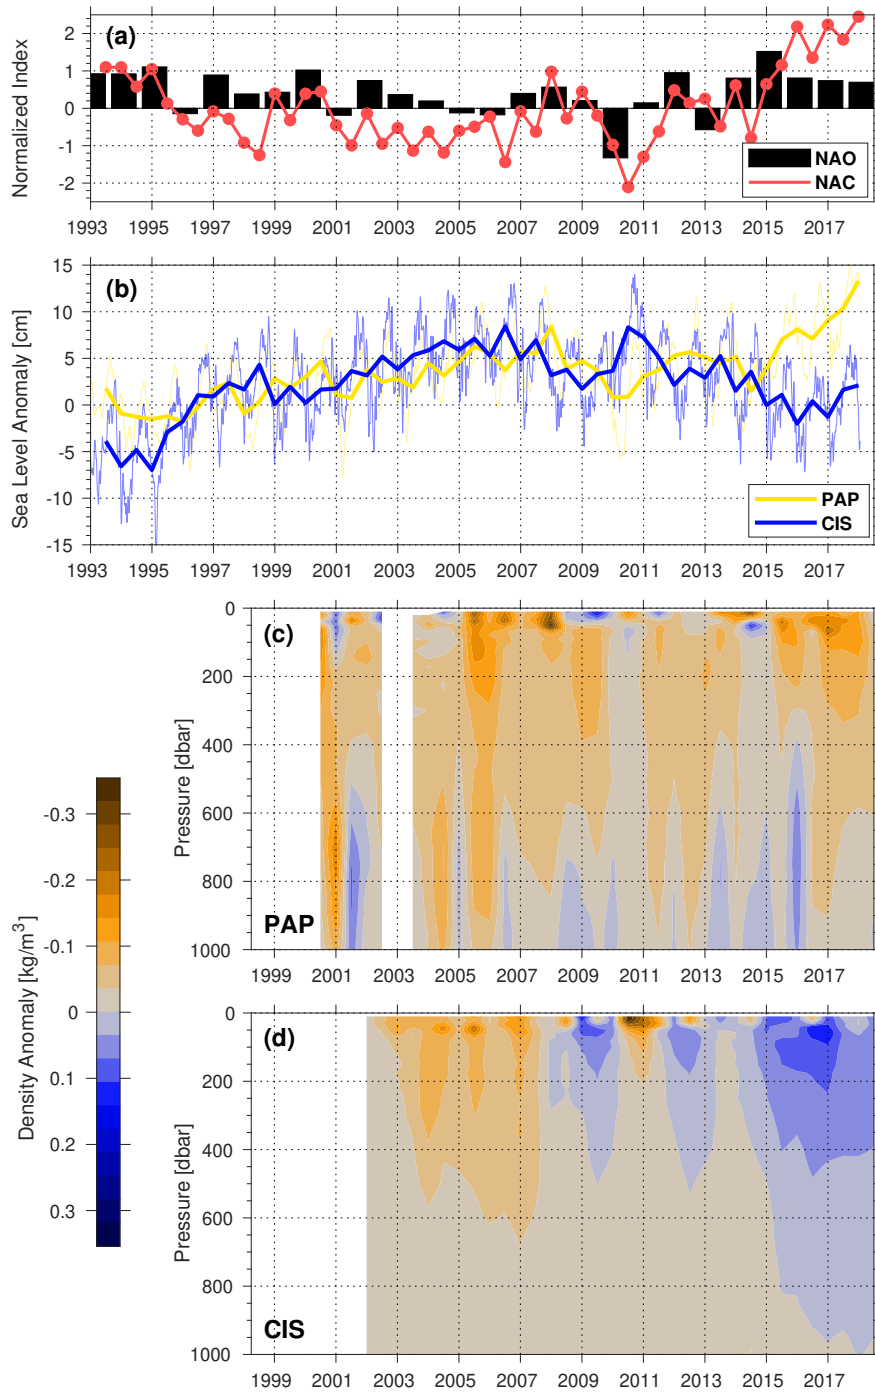 (a)
Normalized Index
2
1
0
-1
-2
NAO
NAC
1993 1995 1997 1999 2001 2003 2005 2007 2009 2011 2013 2015 2017
(b)
Sea Level Anomaly [cm]
15
10
5
0
-5
-10
-15
PAP
CIS
1993 1995 1997 1999 2001 2003 2005 2007 2009 2011 2013 2015 2017
(c)
Pressure [dbar]
0
200
400
600
800
1000
PAP
1999 2001 2003 2005 2007 2009 2011 2013 2015 2017
Density Anomaly [kg/m³]
-0.3
-0.2
-0.1
0
0.1
0.2
0.3
(d)
Pressure [dbar]
0
200
400
600
800
1000
CIS
1999 2001 2003 2005 2007 2009 2011 2013 2015 2017